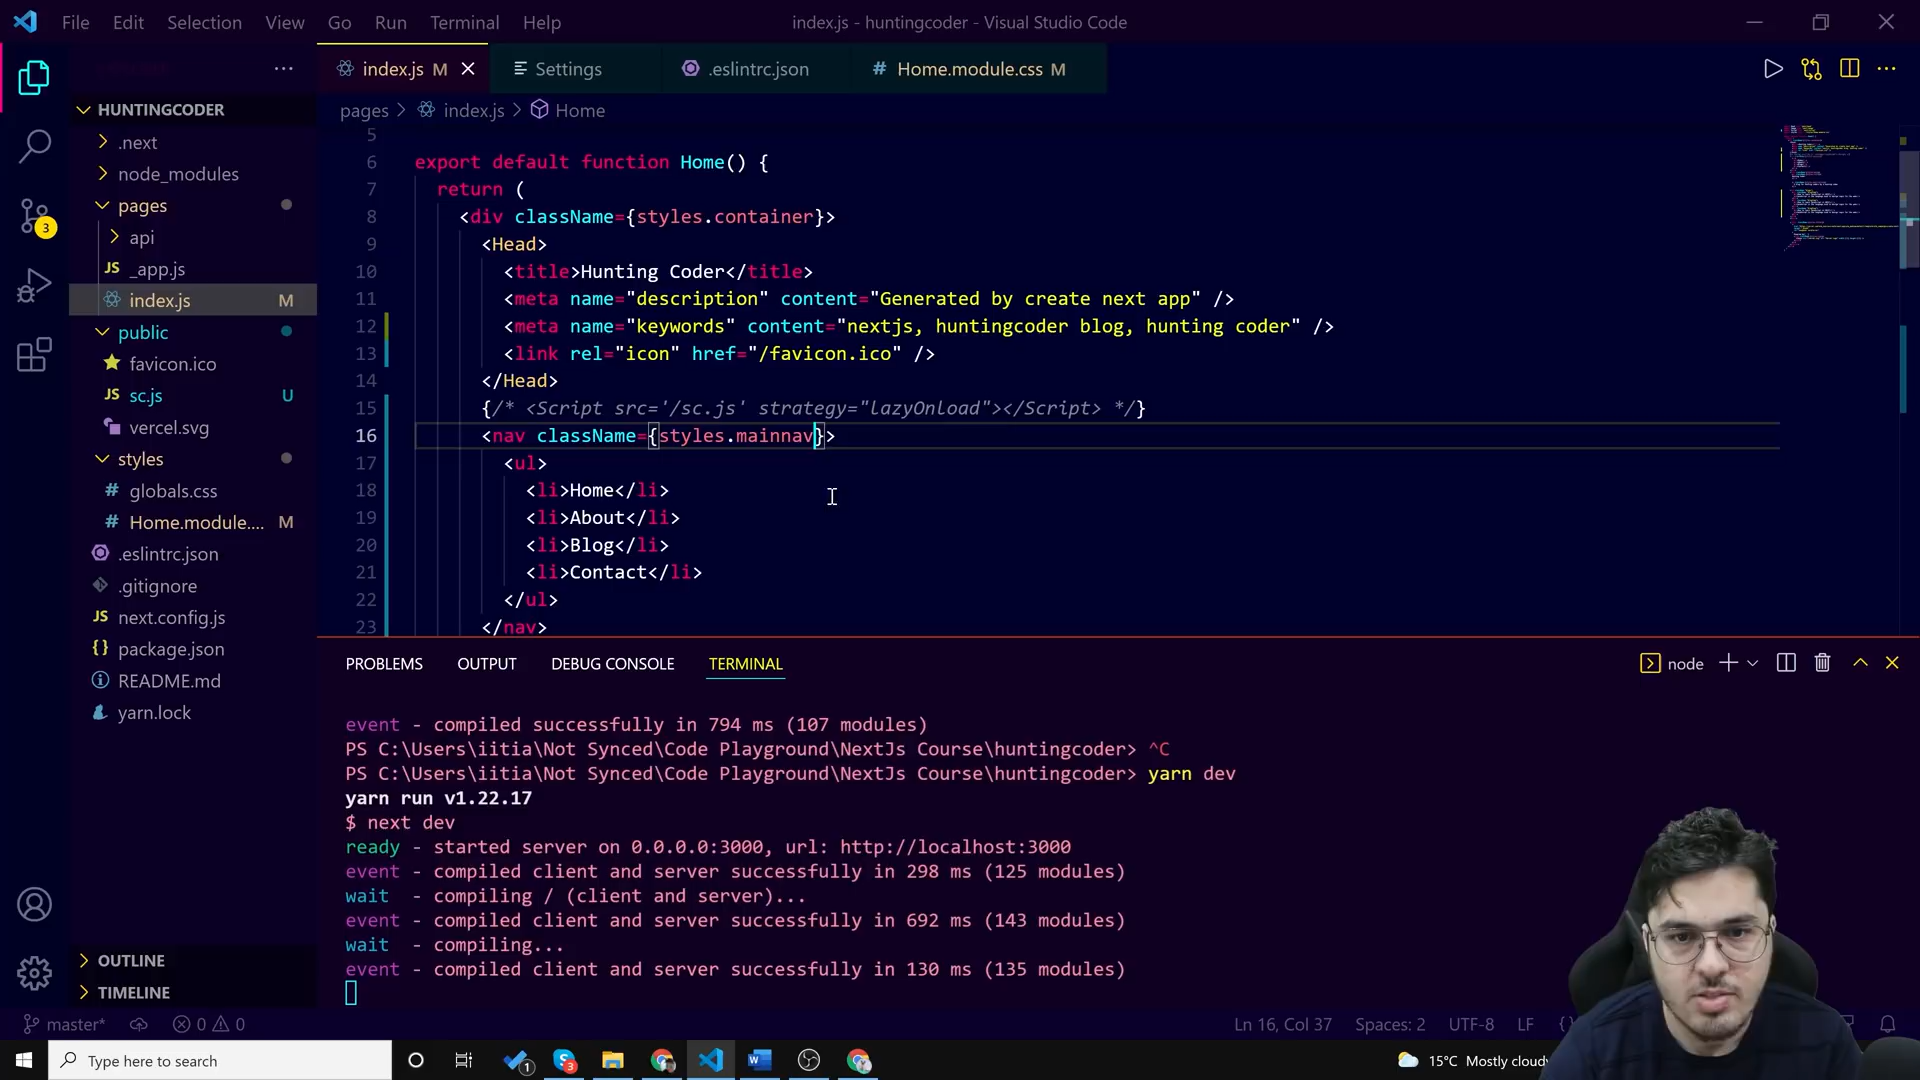 File Edit Selection View Go Run Terminal Help
index.js - huntingcoder - Visual Studio Code
index.js M
Settings
.eslintrc.json
Home.module.css M
pages > index.js > Home
HUNTINGCODER
.next
node_modules
pages
api
JS _app.js
index.js M
public
favicon.ico
JS sc.js U
vercel.svg
styles
# globals.css
# Home.module.... M
.eslintrc.json
.gitignore
JS next.config.js
{} package.json
README.md
yarn.lock
OUTLINE
TIMELINE
3
5
6 export default function Home() {
7 return (
8 <div className={styles.container}>
9 <Head>
10 <title>Hunting Coder</title>
11 <meta name="description" content="Generated by create next app" />
12 <meta name="keywords" content="nextjs, huntingcoder blog, hunting coder" />
13 <link rel="icon" href="/favicon.ico" />
14 </Head>
15 {/* <Script src='/sc.js' strategy="lazyOnload"></Script> */}
16 <nav className={styles.mainnav}>
17 <ul>
18 <li>Home</li>
19 <li>About</li>
20 <li>Blog</li>
21 <li>Contact</li>
22 </ul>
23 </nav>
PROBLEMS OUTPUT DEBUG CONSOLE TERMINAL
node
event - compiled successfully in 794 ms (107 modules)
PS C:\Users\iitia\Not Synced\Code Playground\NextJs Course\huntingcoder> ^C
PS C:\Users\iitia\Not Synced\Code Playground\NextJs Course\huntingcoder> yarn dev
yarn run v1.22.17
$ next dev
ready - started server on 0.0.0.0:3000, url: http://localhost:3000
event - compiled client and server successfully in 298 ms (125 modules)
wait - compiling / (client and server)...
event - compiled client and server successfully in 692 ms (143 modules)
wait - compiling...
event - compiled client and server successfully in 130 ms (135 modules)
master* 0 0
Ln 16, Col 37 Spaces: 2 UTF-8 LF {
Type here to search
1
3
15°C Mostly cloudy